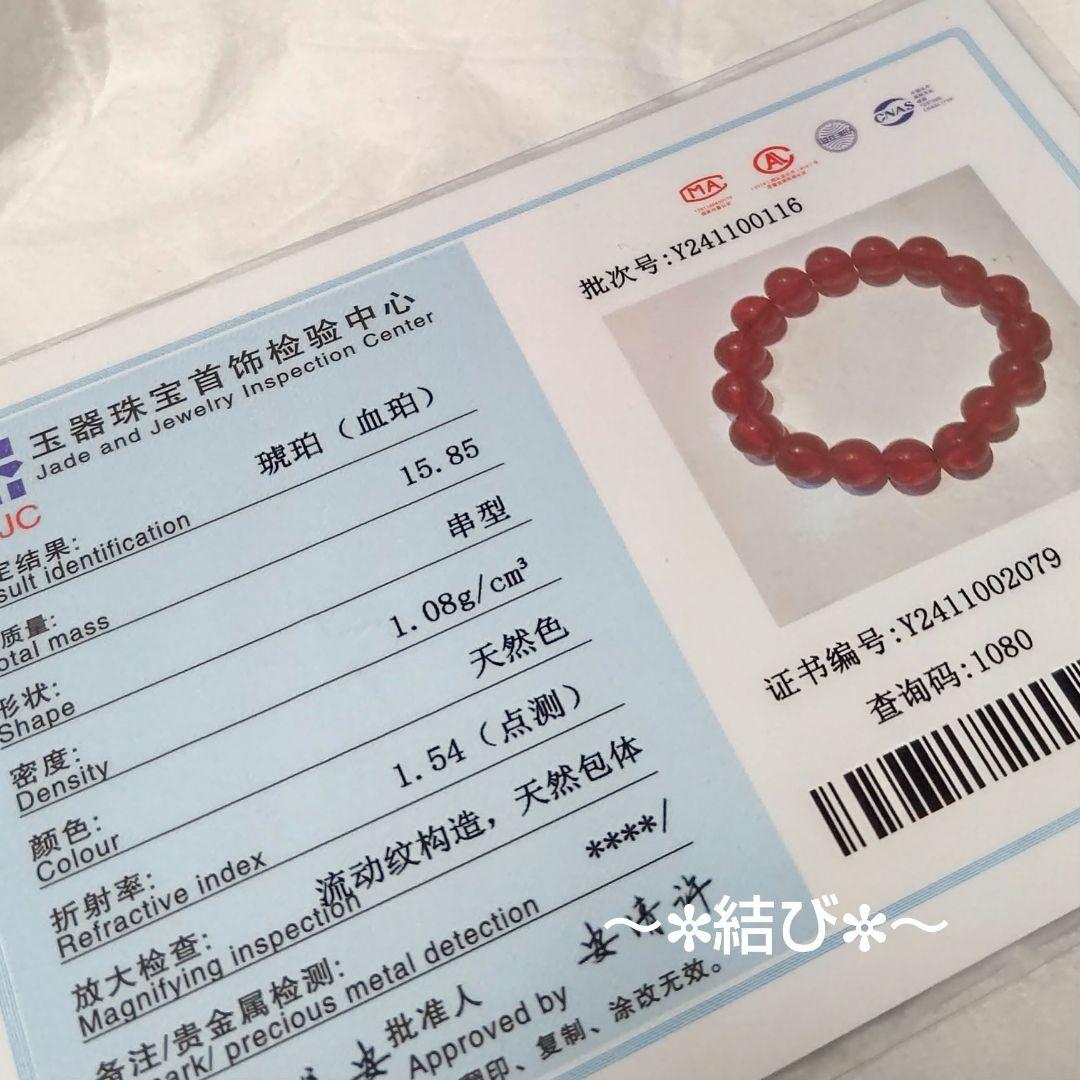 CNAS
MA
CAL
批次号:Y241100116
玉器珠宝首饰检验中心
Jade and Jewelry Inspection Center
JC
定结果: 琥珀（血珀）
sult identification
质量: 15.85
otal mass
形状: 串型
Shape
密度: 1.08g/cm³
Density
颜色: 天然色
Colour
折射率: 1.54（点测）
Refractive index
放大检查: 流动纹构造，天然包体
Magnifying inspection
备注/贵金属检测: ****/
ark/ precious metal detection
批准人
Approved by
复制、涂改无效。
证书编号:Y2411002079
查询码:1080
〜✼結び✼〜